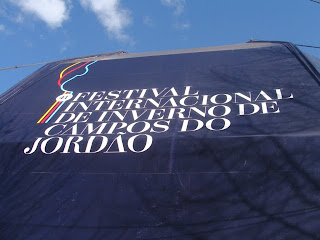 FESTIVAL
INTERNACIONAL
DE INVERNO DE
CAMPOS DO
JORDÃO